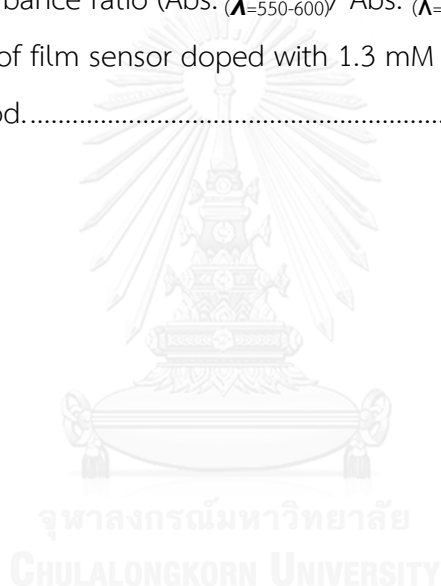 bance ratio (Abs. (λ=550-600)/ Abs. (λ=
of film sensor doped with 1.3 mM
od.......................................................................
จุฬาลงกรณ์มหาวิทยาลัย
CHULALONGKORN UNIVERSITY